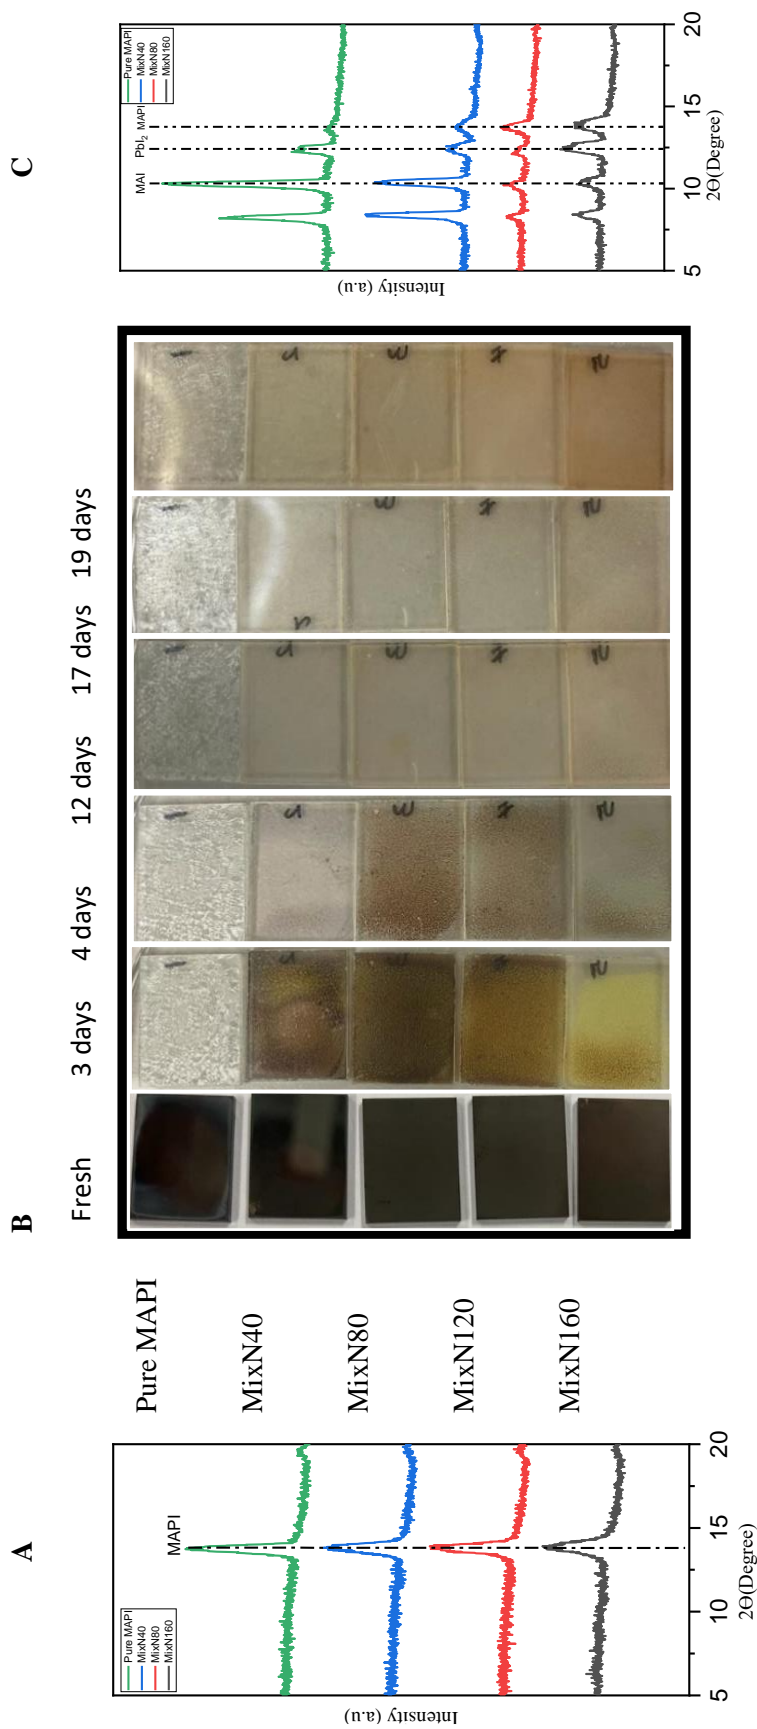 A
Pure MAPI
MixN40
MixN80
MixN160
MAPI
Intensity (a.u)
5
10
15
20
2Θ(Degree)
B
Fresh
3 days
4 days
12 days
17 days
19 days
Pure MAPI
MixN40
MixN80
MixN120
MixN160
C
Pure MAPI
MixN40
MixN80
MixN160
MAI
PbI₂
MAPI
Intensity (a.u)
5
10
15
20
2Θ(Degree)